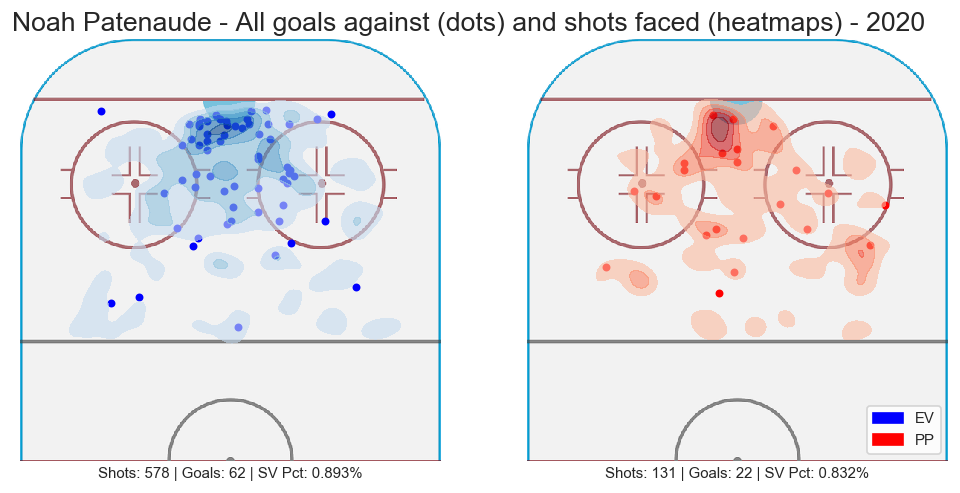 Noah Patenaude - All goals against (dots) and shots faced (heatmaps) - 2020
EV
PP
Shots: 578 | Goals: 62 | SV Pct: 0.893%
Shots: 131 | Goals: 22 | SV Pct: 0.832%